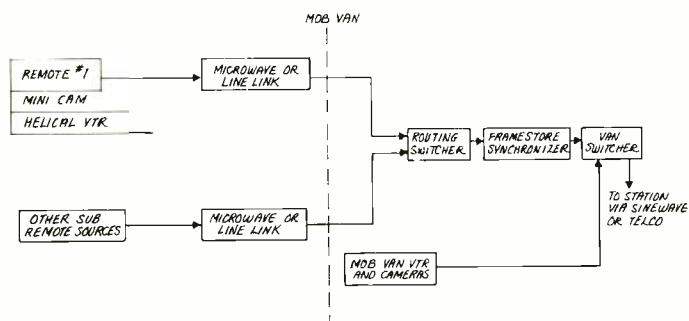 MOB VAN
REMOTE #1
MINI CAM
HELICAL VTR
MICROWAVE OR
LINE LINK
ROUTING
SWITCHER
FRAMESTORE
SYNCHRONIZER
VAN
SWITCHER
TO STATION
VIA SINEWAVE
OR TELCO
OTHER SUB
REMOTE SOURCES
MICROWAVE OR
LINE LINK
MOB VAN VTR
AND CAMERAS